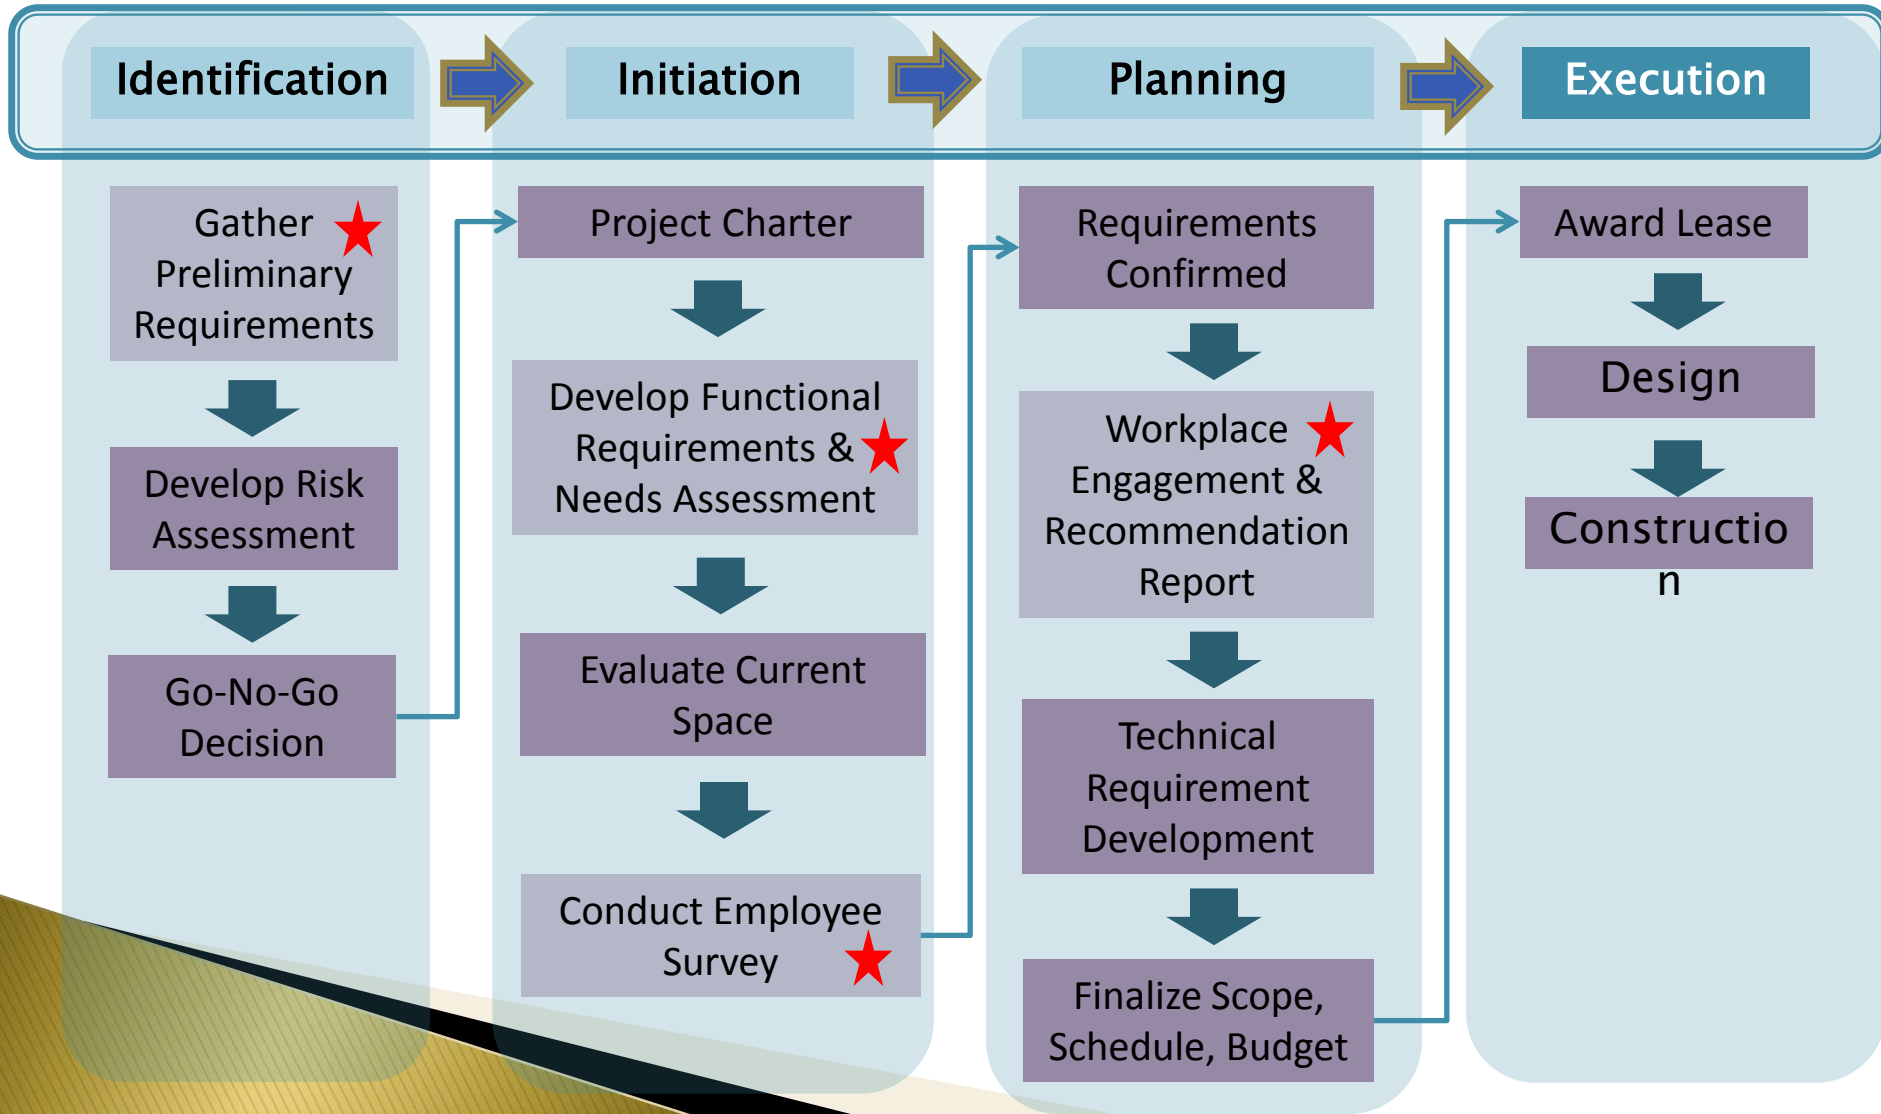 Identification
Initiation
Planning
Execution
Gather
Preliminary
Requirements
Develop Risk
Assessment
Go-No-Go
Decision
Project Charter
Develop Functional
Requirements &
Needs Assessment
Evaluate Current
Space
Conduct Employee
Survey
Requirements
Confirmed
Workplace
Engagement &
Recommendation
Report
Technical
Requirement
Development
Finalize Scope,
Schedule, Budget
Award Lease
Design
Constructio
n